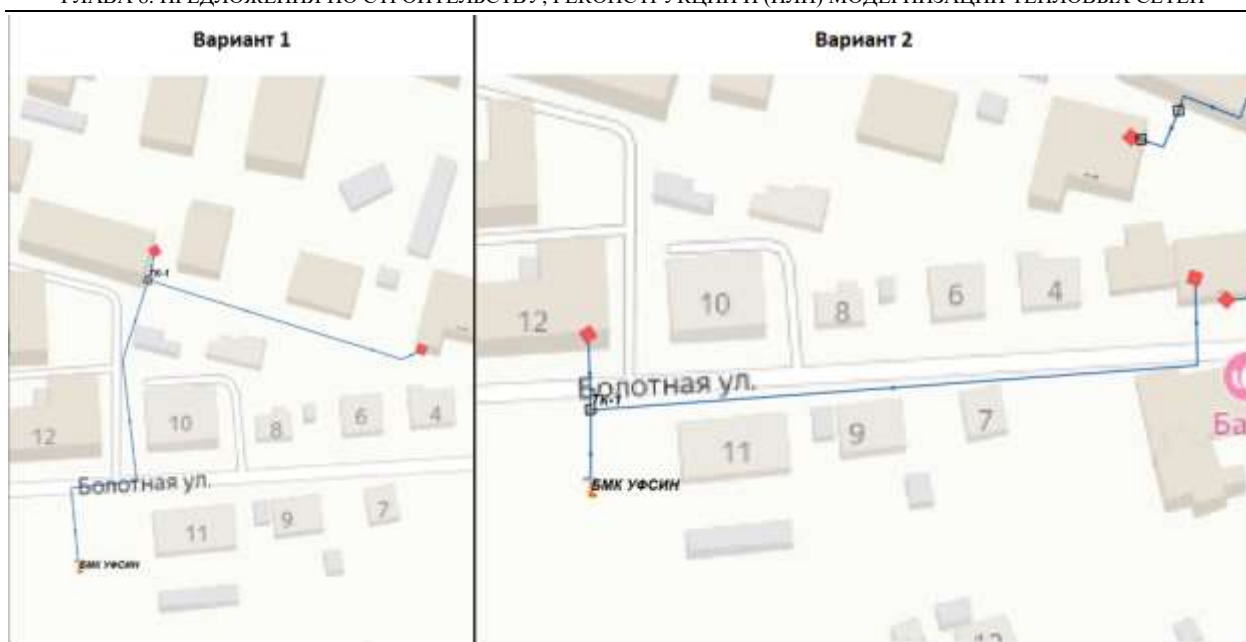 ГЛАВА 8. ПРЕДЛОЖЕНИЯ ПО СТРОИТЕЛЬСТВУ, РЕКОНСТРУКЦИИ И (ИЛИ) МОДЕРНИЗАЦИИ ТЕПЛОВЫХ СЕТЕЙ
Вариант 1
ТК-1
12
10
8
6
4
Болотная ул.
11
9
7
БМК УФСИН
Вариант 2
12
10
8
6
4
Болотная ул.
ТК-1
11
9
7
Ба
БМК УФСИН